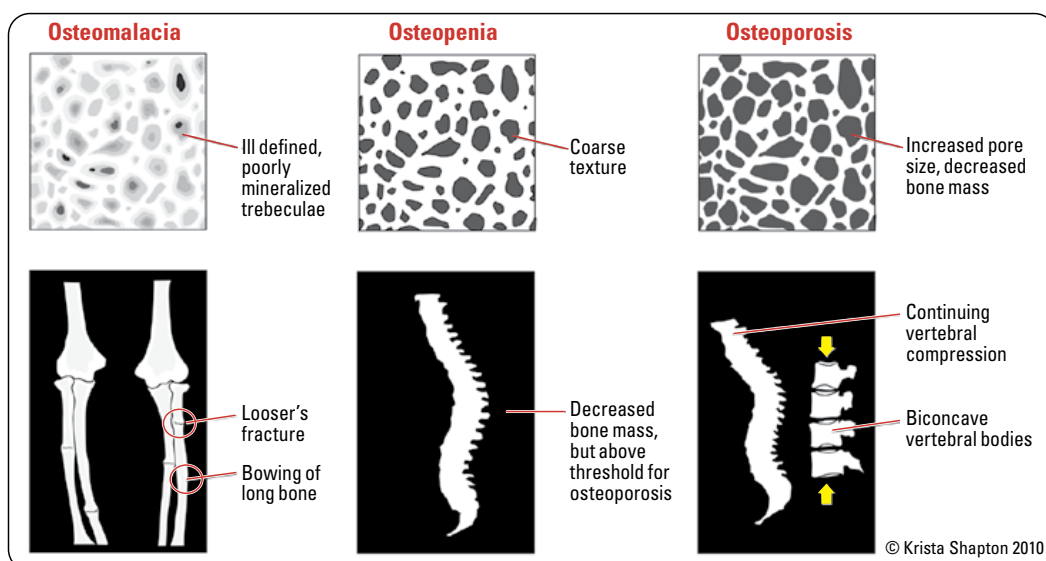 Osteomalacia
Ill defined,
poorly
mineralized
trebeculae
Looser's
fracture
Bowing of
long bone
Osteopenia
Coarse
texture
Decreased
bone mass,
but above
threshold for
osteoporosis
Osteoporosis
Increased pore
size, decreased
bone mass
Continuing
vertebral
compression
Biconcave
vertebral bodies
© Krista Shapton 2010